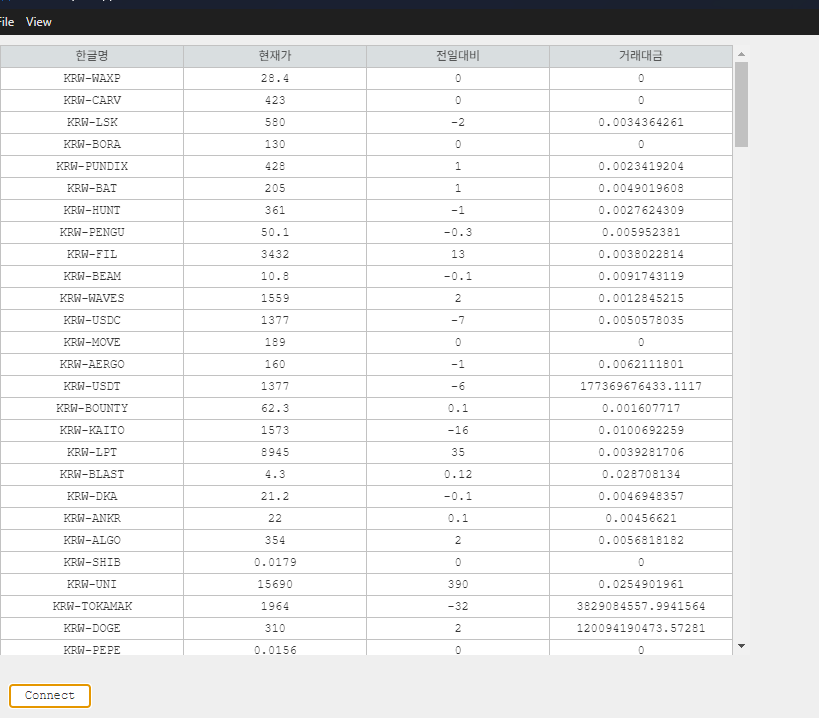 File View
한글명 현재가 전일대비 거래대금
KRW-WAXP 28.4 0 0
KRW-CARV 423 0 0
KRW-LSK 580 -2 0.0034364261
KRW-BORA 130 0 0
KRW-PUNDIX 428 1 0.0023419204
KRW-BAT 205 1 0.0049019608
KRW-HUNT 361 -1 0.0027624309
KRW-PENGU 50.1 -0.3 0.005952381
KRW-FIL 3432 13 0.0038022814
KRW-BEAM 10.8 -0.1 0.0091743119
KRW-WAVES 1559 2 0.0012845215
KRW-USDC 1377 -7 0.0050578035
KRW-MOVE 189 0 0
KRW-AERGO 160 -1 0.0062111801
KRW-USDT 1377 -6 177369676433.1117
KRW-BOUNTY 62.3 0.1 0.001607717
KRW-KAITO 1573 -16 0.0100692259
KRW-LPT 8945 35 0.0039281706
KRW-BLAST 4.3 0.12 0.028708134
KRW-DKA 21.2 -0.1 0.0046948357
KRW-ANKR 22 0.1 0.00456621
KRW-ALGO 354 2 0.0056818182
KRW-SHIB 0.0179 0 0
KRW-UNI 15690 390 0.0254901961
KRW-TOKAMAK 1964 -32 3829084557.9941564
KRW-DOGE 310 2 120094190473.57281
KRW-PEPE 0.0156 0 0
Connect